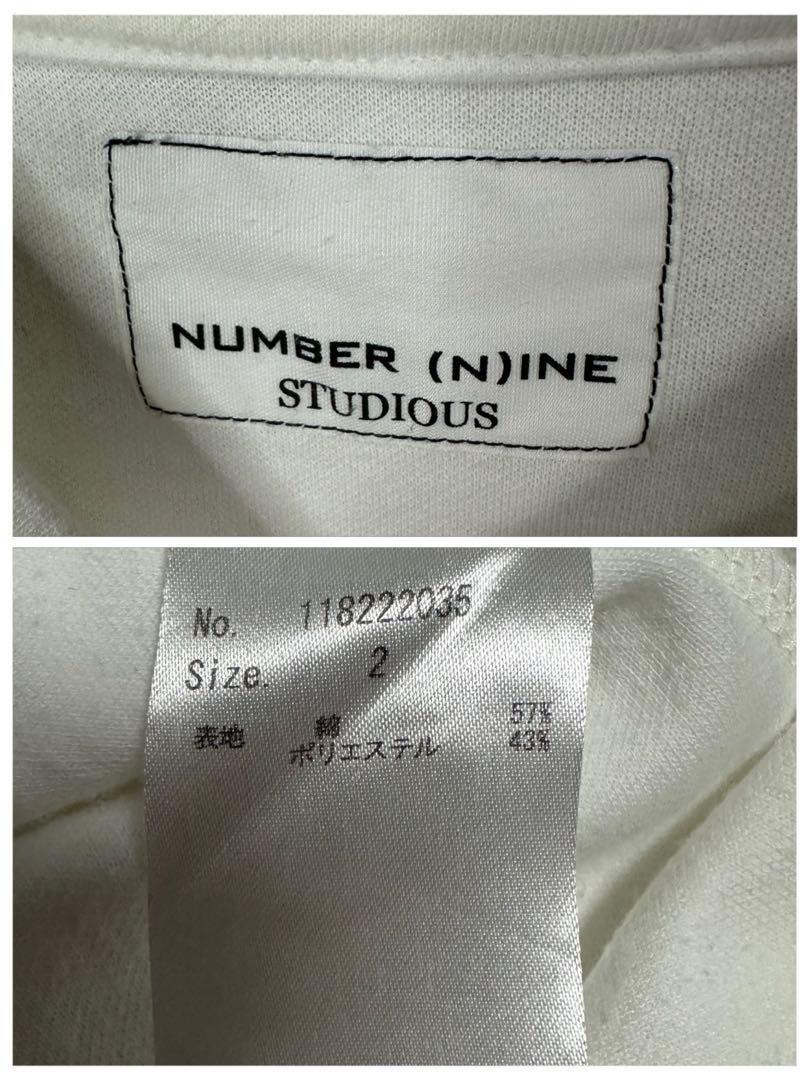 NUMBER (N)INE
STUDIOUS
No. 118222035
Size. 2
表地 綿 57%
ポリエステル 43%